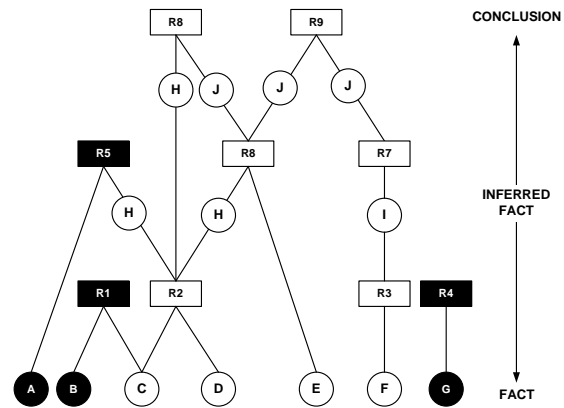 R8
R9
CONCLUSION
H
J
J
J
R5
R8
R7
H
H
I
INFERRED
FACT
R1
R2
R3
R4
A
B
C
D
E
F
G
FACT